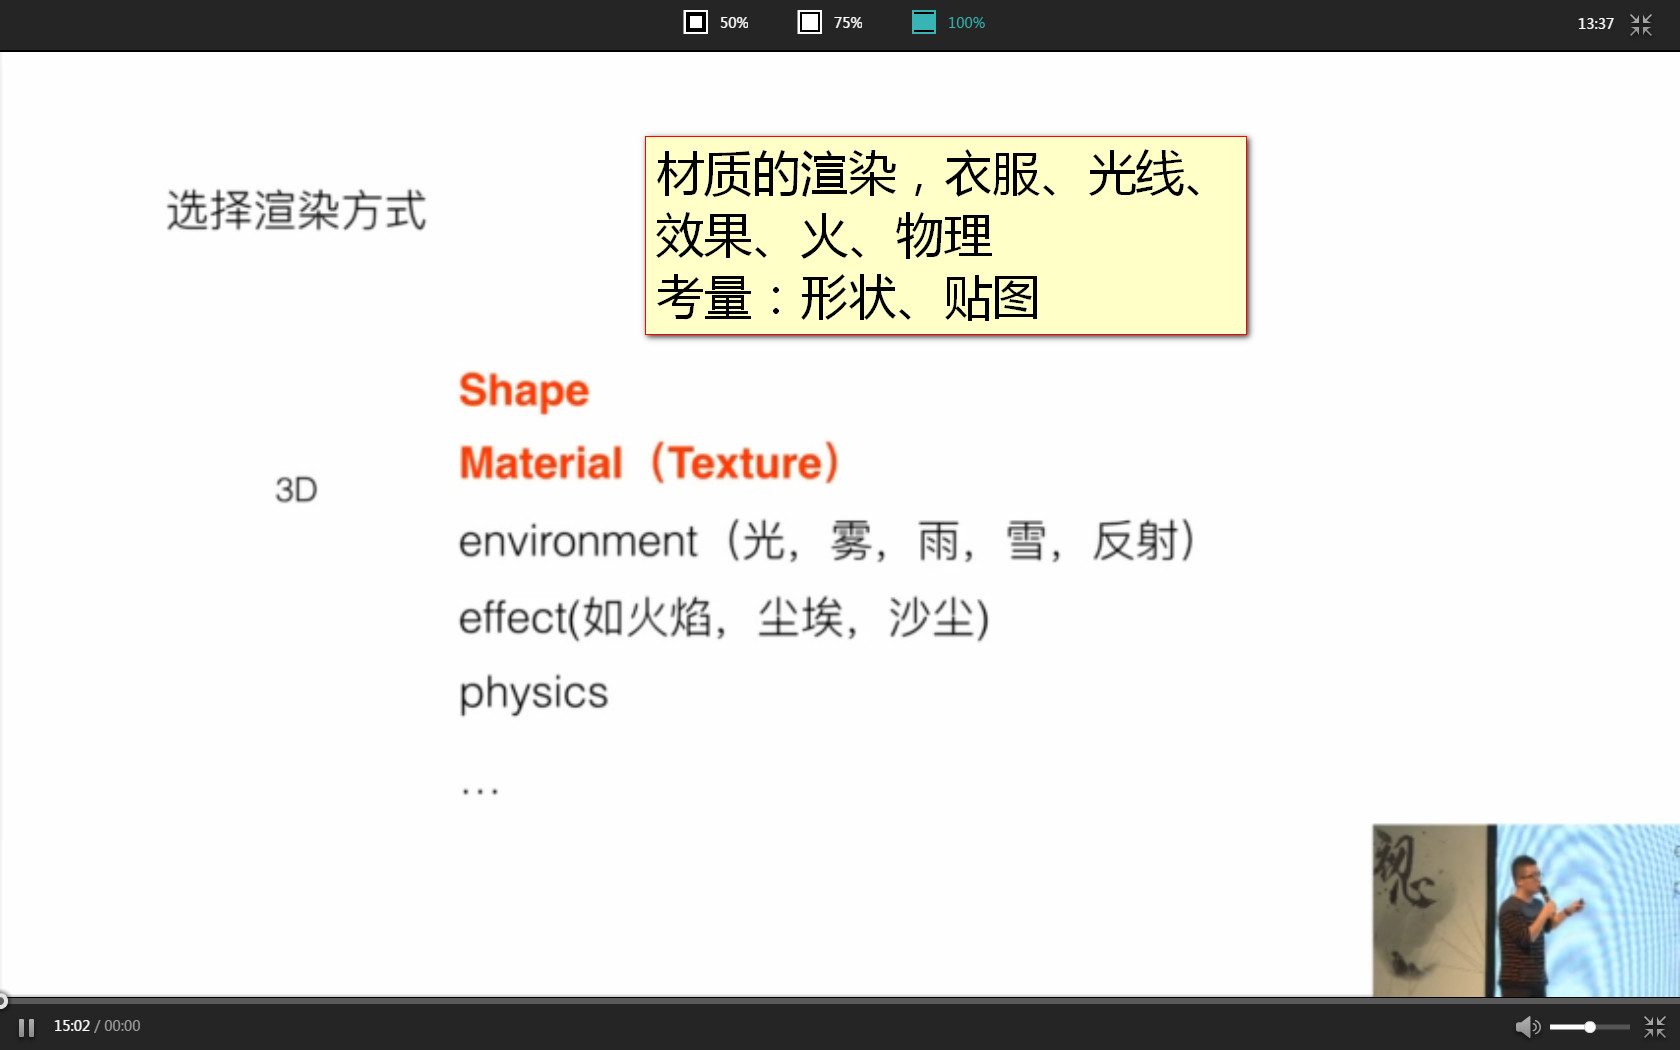 50% 75% 100% 13:37
选择渲染方式
材质的渲染，衣服、光线、
效果、火、物理
考量：形状、贴图
Shape
Material（Texture）
3D
environment（光，雾，雨，雪，反射）
effect(如火焰，尘埃，沙尘)
physics
...
视
心
15:02 / 00:00